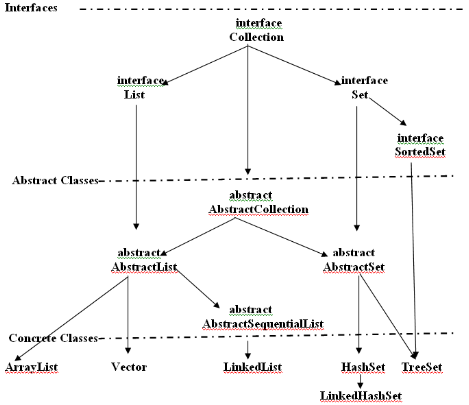 Interfaces
interface
Collection
interface
List
interface
Set
interface
SortedSet
Abstract Classes
abstract
AbstractCollection
abstract
AbstractList
abstract
AbstractSet
abstract
AbstractSequentialList
Concrete Classes
ArrayList
Vector
LinkedList
HashSet
TreeSet
LinkedHashSet